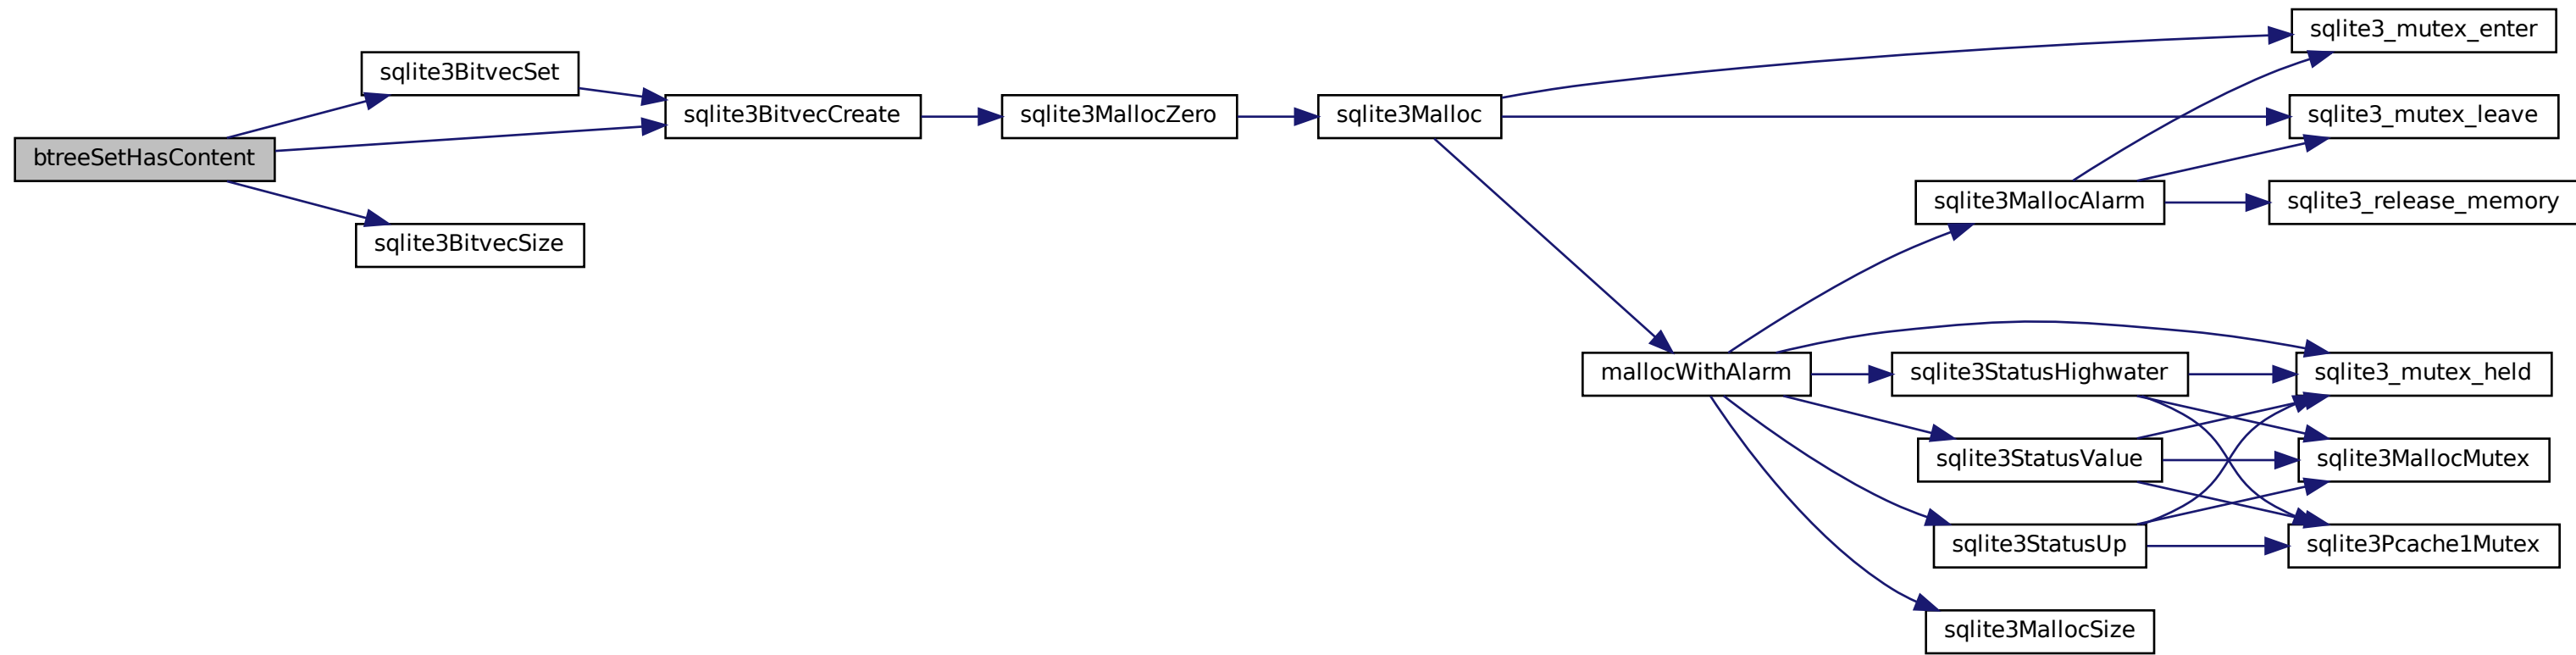 btreeSetHasContent
sqlite3BitvecSet
sqlite3BitvecSize
sqlite3BitvecCreate
sqlite3MallocZero
sqlite3Malloc
mallocWithAlarm
sqlite3MallocAlarm
sqlite3StatusHighwater
sqlite3StatusValue
sqlite3StatusUp
sqlite3MallocSize
sqlite3_mutex_enter
sqlite3_mutex_leave
sqlite3_release_memory
sqlite3_mutex_held
sqlite3MallocMutex
sqlite3Pcache1Mutex